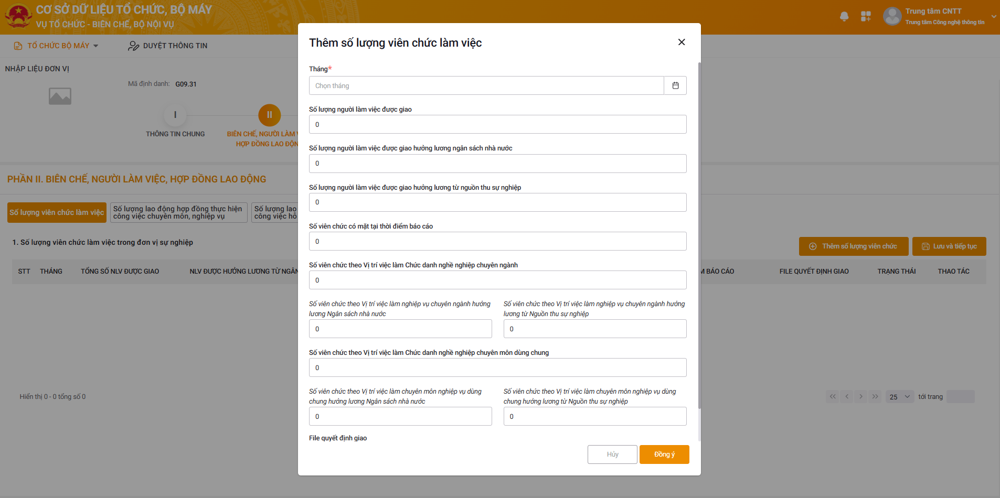 CƠ SỞ DỮ LIỆU TỔ CHỨC, BỘ MÁY
VỤ TỔ CHỨC - BIÊN CHẾ, BỘ NỘI VỤ
Trung tâm CNTT
Trung tâm Công nghệ thông tin
TỔ CHỨC BỘ MÁY
DUYỆT THÔNG TIN
NHẬP LIỆU ĐƠN VỊ
Mã định danh: G09.31
I
II
THÔNG TIN CHUNG
BIÊN CHẾ, NGƯỜI LÀM
HỢP ĐỒNG LAO ĐỘN
PHẦN II. BIÊN CHẾ, NGƯỜI LÀM VIỆC, HỢP ĐỒNG LAO ĐỘNG
Số lượng viên chức làm việc
Số lượng lao động hợp đồng thực hiện
công việc chuyên môn, nghiệp vụ
Số lượng lao
công việc hỗ
1. Số lượng viên chức làm việc trong đơn vị sự nghiệp
Thêm số lượng viên chức
Lưu và tiếp tục
STT THÁNG TỔNG SỐ NLV ĐƯỢC GIAO NLV ĐƯỢC HƯỞNG LƯƠNG TỪ NGÂN M BÁO CÁO FILE QUYẾT ĐỊNH GIAO TRẠNG THÁI THAO TÁC
Hiển thị 0 - 0 tổng số 0
25
tới trang
Thêm số lượng viên chức làm việc
Tháng*
Chọn tháng
Số lượng người làm việc được giao
0
Số lượng người làm việc được giao hưởng lương ngân sách nhà nước
0
Số lượng người làm việc được giao hưởng lương từ nguồn thu sự nghiệp
0
Số viên chức có mặt tại thời điểm báo cáo
0
Số viên chức theo Vị trí việc làm Chức danh nghề nghiệp chuyên ngành
0
Số viên chức theo Vị trí việc làm nghiệp vụ chuyên ngành hưởng
lương Ngân sách nhà nước
0
Số viên chức theo Vị trí việc làm nghiệp vụ chuyên ngành hưởng
lương từ Nguồn thu sự nghiệp
0
Số viên chức theo Vị trí việc làm Chức danh nghề nghiệp chuyên môn dùng chung
0
Số viên chức theo Vị trí việc làm chuyên môn nghiệp vụ dùng
chung hưởng lương Ngân sách nhà nước
0
Số viên chức theo Vị trí việc làm chuyên môn nghiệp vụ dùng
chung hưởng lương từ Nguồn thu sự nghiệp
0
File quyết định giao
Hủy
Đồng ý